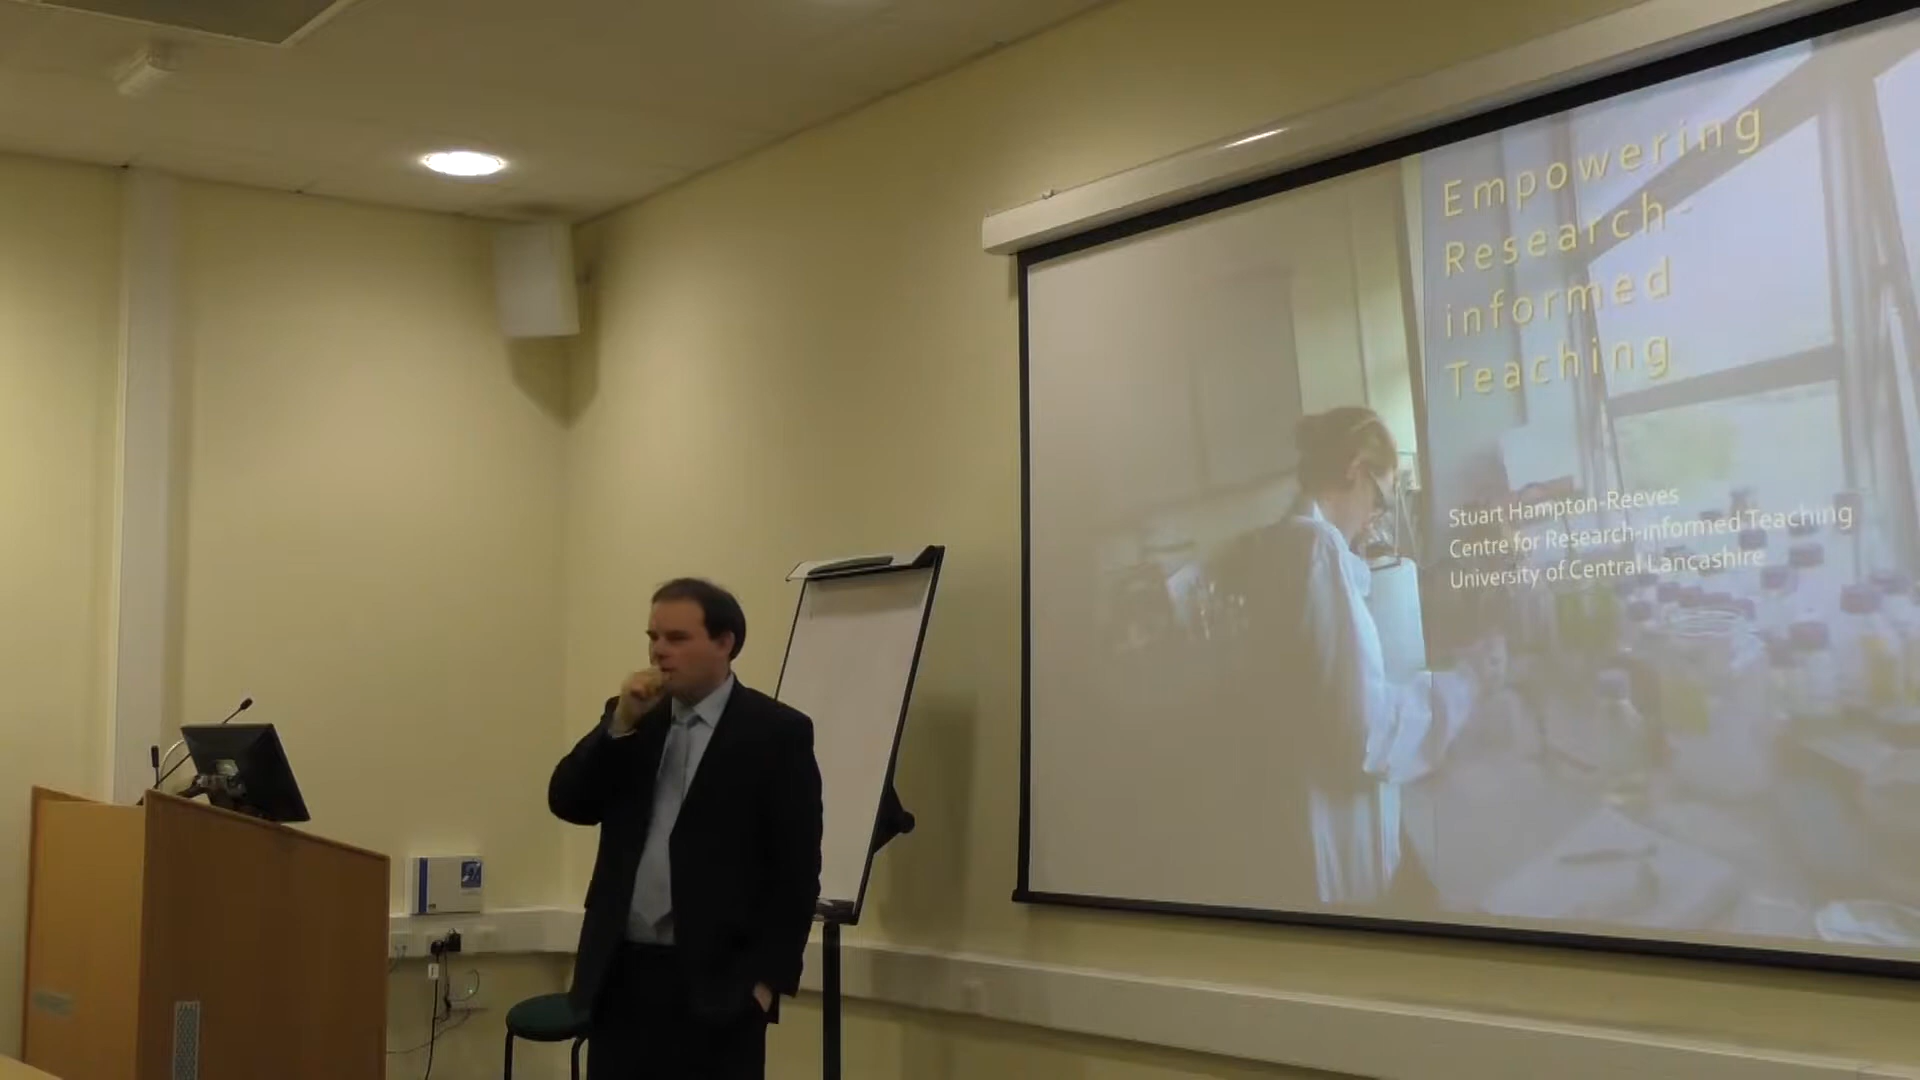 Empowering
Research-
informed
Teaching
Stuart Hampton-Reeves
Centre for Research-informed Teaching
University of Central Lancashire